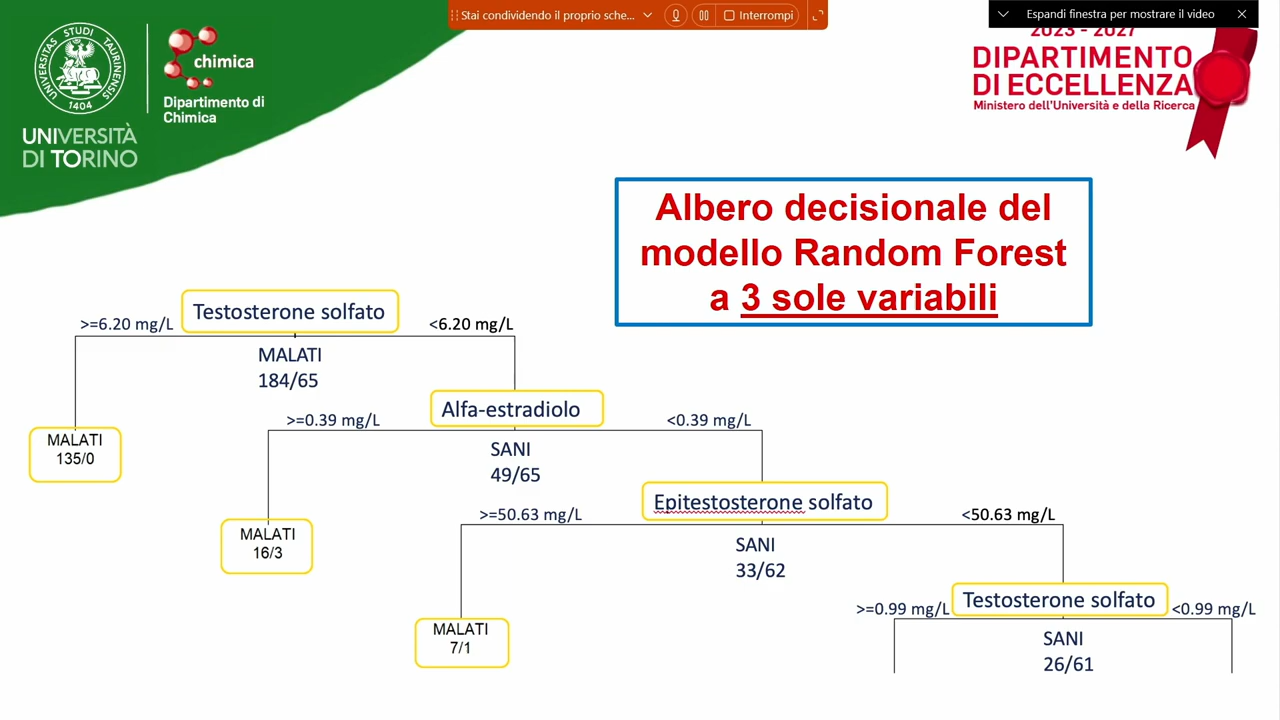 Stai condividendo il proprio sche...
Interrompi
Espandi finestra per mostrare il video
UNIVERSITAS STUDII TAURINENSIS
1404
UNIVERSITÀ
DI TORINO
chimica
Dipartimento di
Chimica
2023 - 2027
DIPARTIMENTO
DI ECCELLENZA
Ministero dell'Università e della Ricerca
Albero decisionale del
modello Random Forest
a 3 sole variabili
Testosterone solfato
>=6.20 mg/L
<6.20 mg/L
MALATI
184/65
MALATI
135/0
Alfa-estradiolo
>=0.39 mg/L
<0.39 mg/L
SANI
49/65
MALATI
16/3
Epitestosterone solfato
>=50.63 mg/L
<50.63 mg/L
SANI
33/62
MALATI
7/1
Testosterone solfato
>=0.99 mg/L
<0.99 mg/L
SANI
26/61